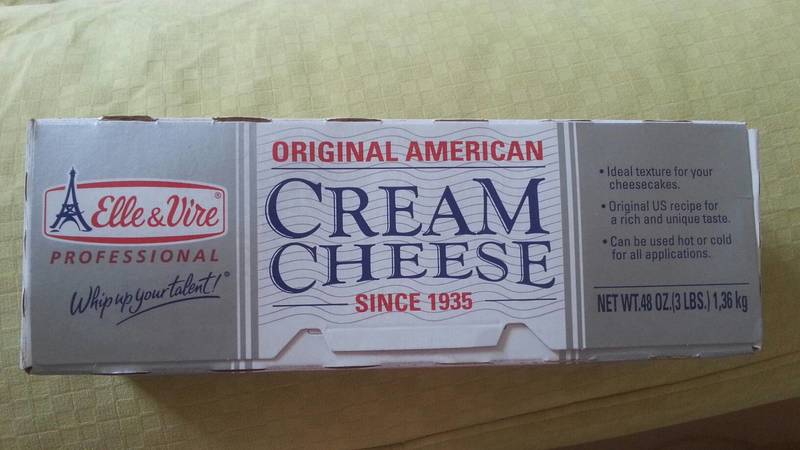 Elle & Vire®
PROFESSIONAL
Whip up your talent!®
ORIGINAL AMERICAN
CREAM
CHEESE
SINCE 1935
• Ideal texture for your
cheesecakes.
• Original US recipe for
a rich and unique taste.
• Can be used hot or cold
for all applications.
NET WT.48 OZ.(3 LBS.) 1,36 kg